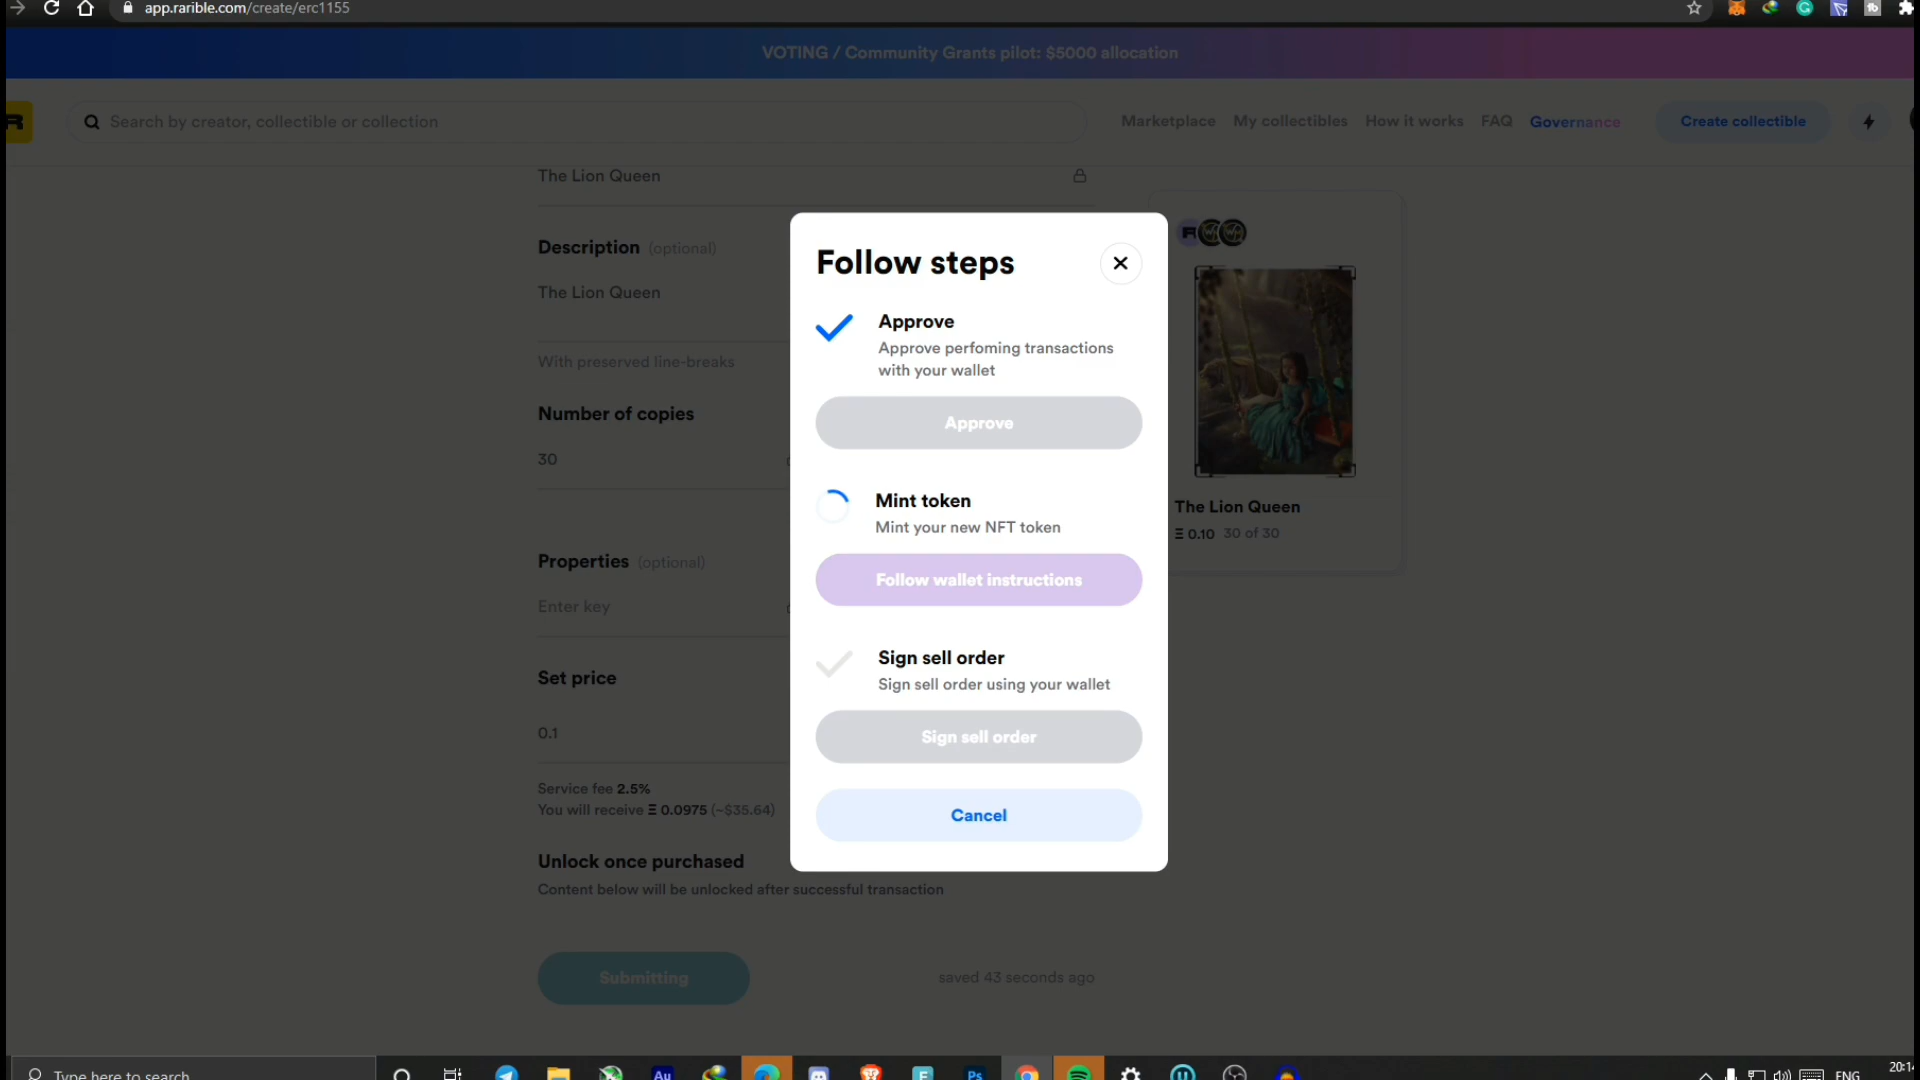 app.rarible.com/create/erc1155
VOTING / Community Grants pilot: $5000 allocation
Search by creator, collectible or collection
Marketplace My collectibles How it works FAQ Governance Create collectible
The Lion Queen
Description (optional)
The Lion Queen
With preserved line-breaks
Number of copies
30
Properties (optional)
Enter key
Set price
0.1
Service fee 2.5%
You will receive Ξ 0.0975 (~$35.64)
Unlock once purchased
Content below will be unlocked after successful transaction
Submitting
saved 43 seconds ago
Follow steps
Approve
Approve perfoming transactions
with your wallet
Approve
Mint token
Mint your new NFT token
Follow wallet instructions
Sign sell order
Sign sell order using your wallet
Sign sell order
Cancel
The Lion Queen
Ξ 0.10 30 of 30
Type here to search
Au
Ps
ENG
20:14